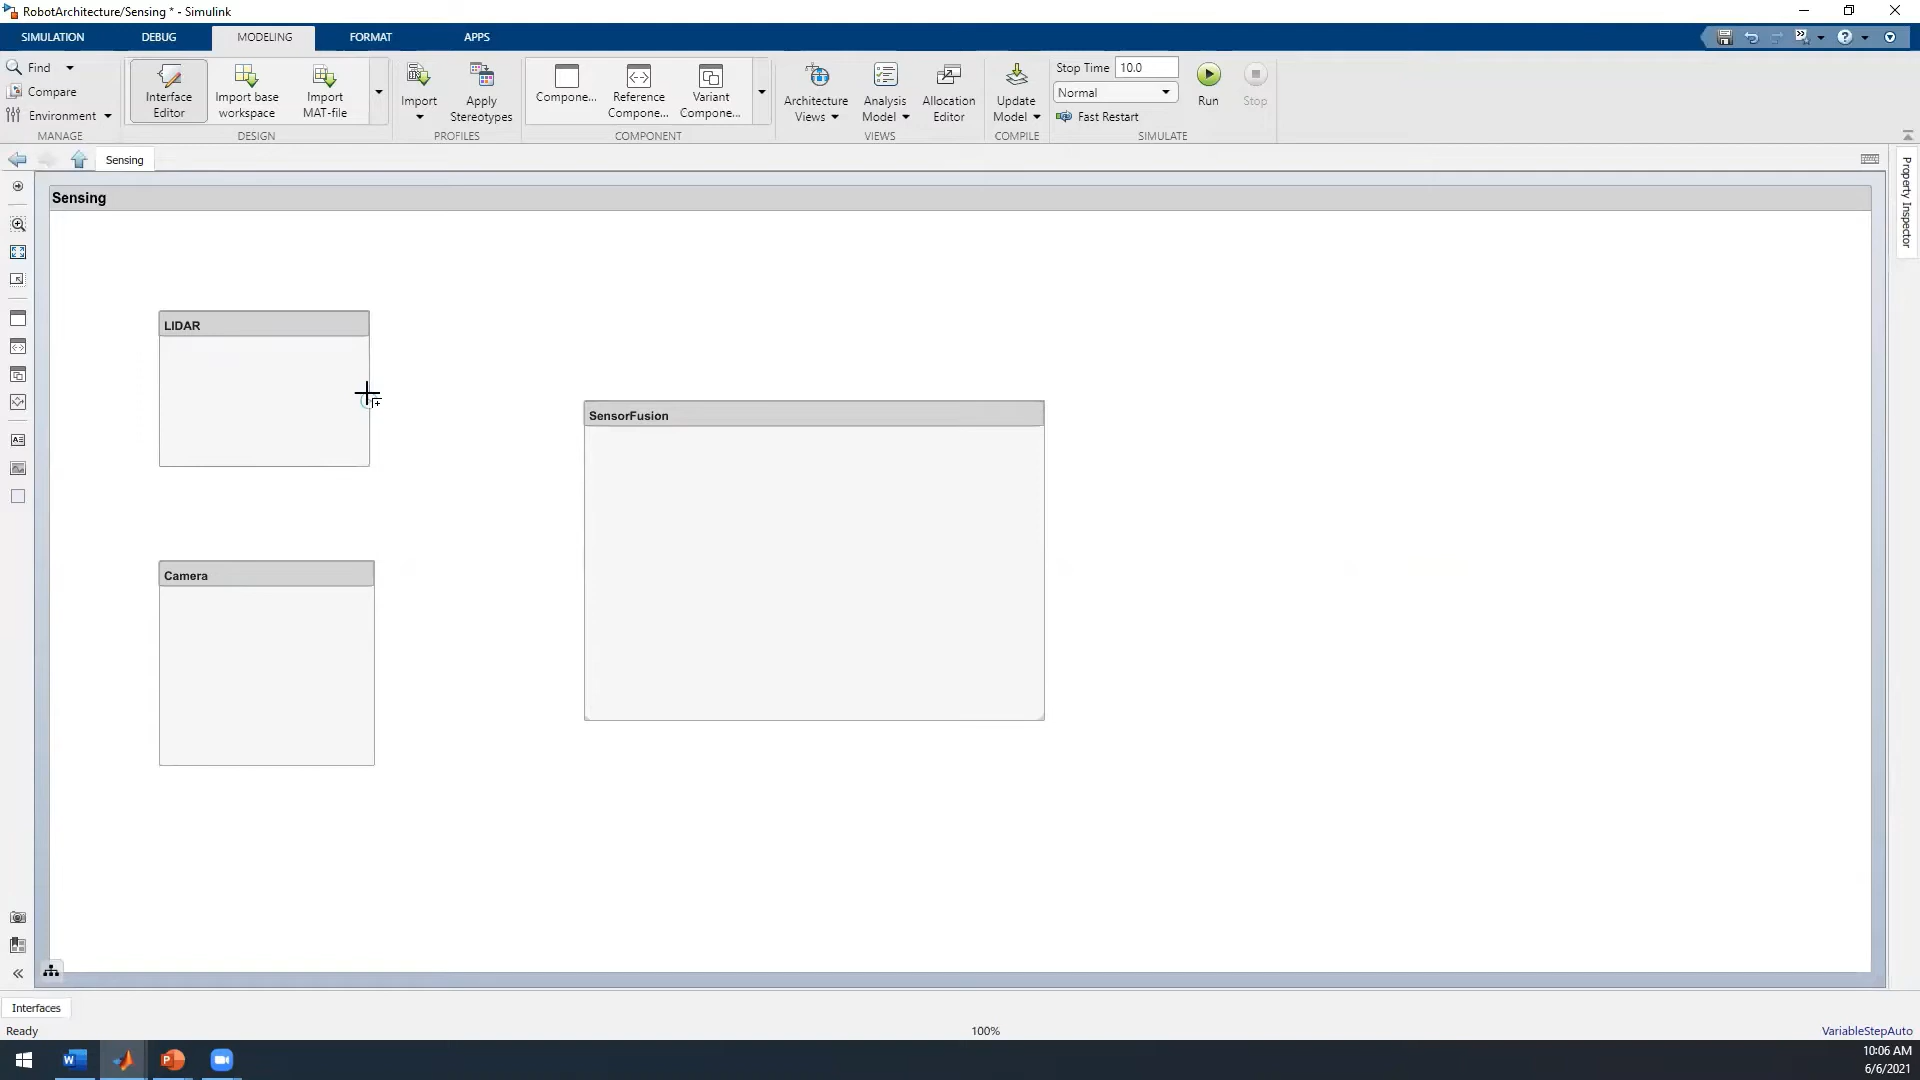 RobotArchitecture/Sensing * - Simulink
SIMULATION DEBUG MODELING FORMAT APPS
Find
Compare
Environment
MANAGE
Interface Editor
Import base workspace
Import MAT-file
DESIGN
Import
Apply Stereotypes
PROFILES
Compone...
Reference Compone...
Variant Compone...
COMPONENT
Architecture Views
Analysis Model
Allocation Editor
VIEWS
Update Model
COMPILE
Stop Time 10.0
Normal
Fast Restart
Run
Stop
SIMULATE
Sensing
Property Inspector
Sensing
LIDAR
SensorFusion
Camera
Interfaces
Ready
100%
VariableStepAuto
10:06 AM
6/6/2021